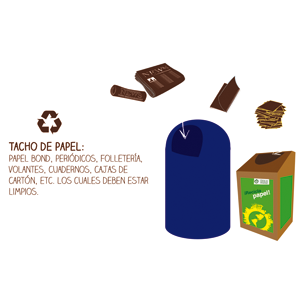 NEWS
TACHO DE PAPEL:
PAPEL BOND, PERIÓDICOS, FOLLETERÍA,
VOLANTES, CUADERNOS, CAJAS DE
CARTÓN, ETC. LOS CUALES DEBEN ESTAR
LIMPIOS.
papel!